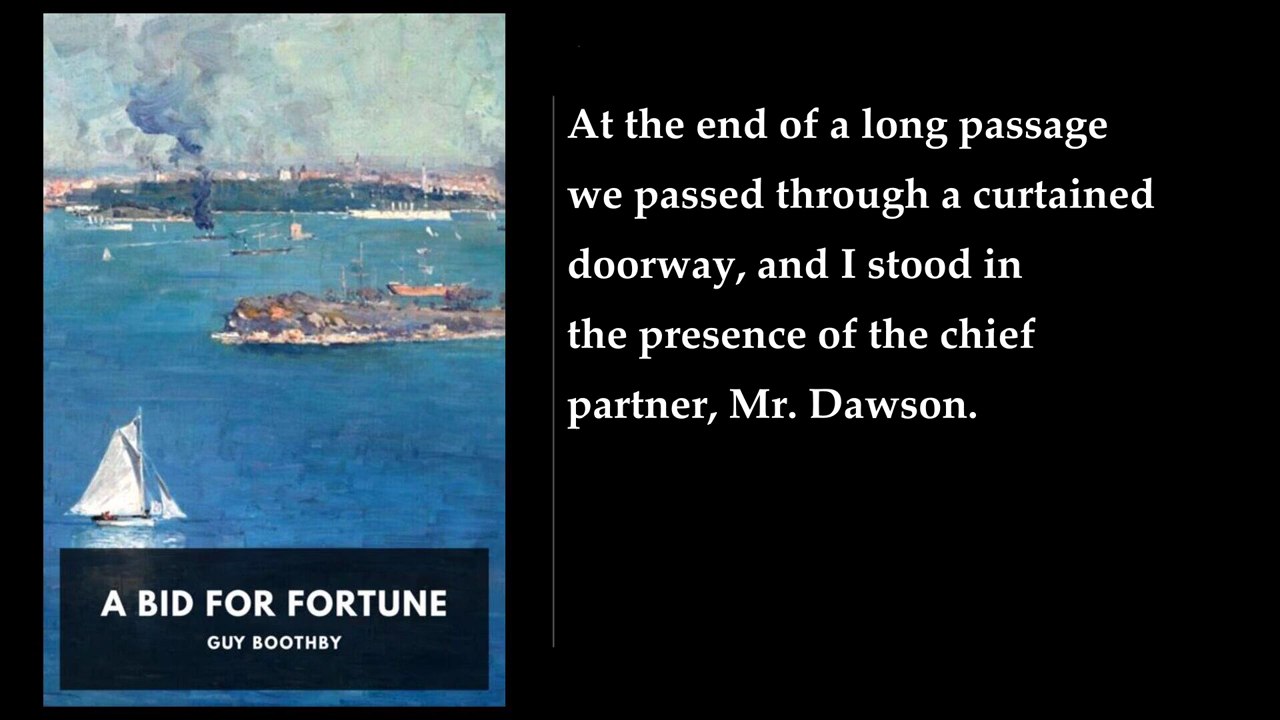 A BID FOR FORTUNE
GUY BOOTHBY
At the end of a long passage
we passed through a curtained
doorway, and I stood in
the presence of the chief
partner, Mr. Dawson.